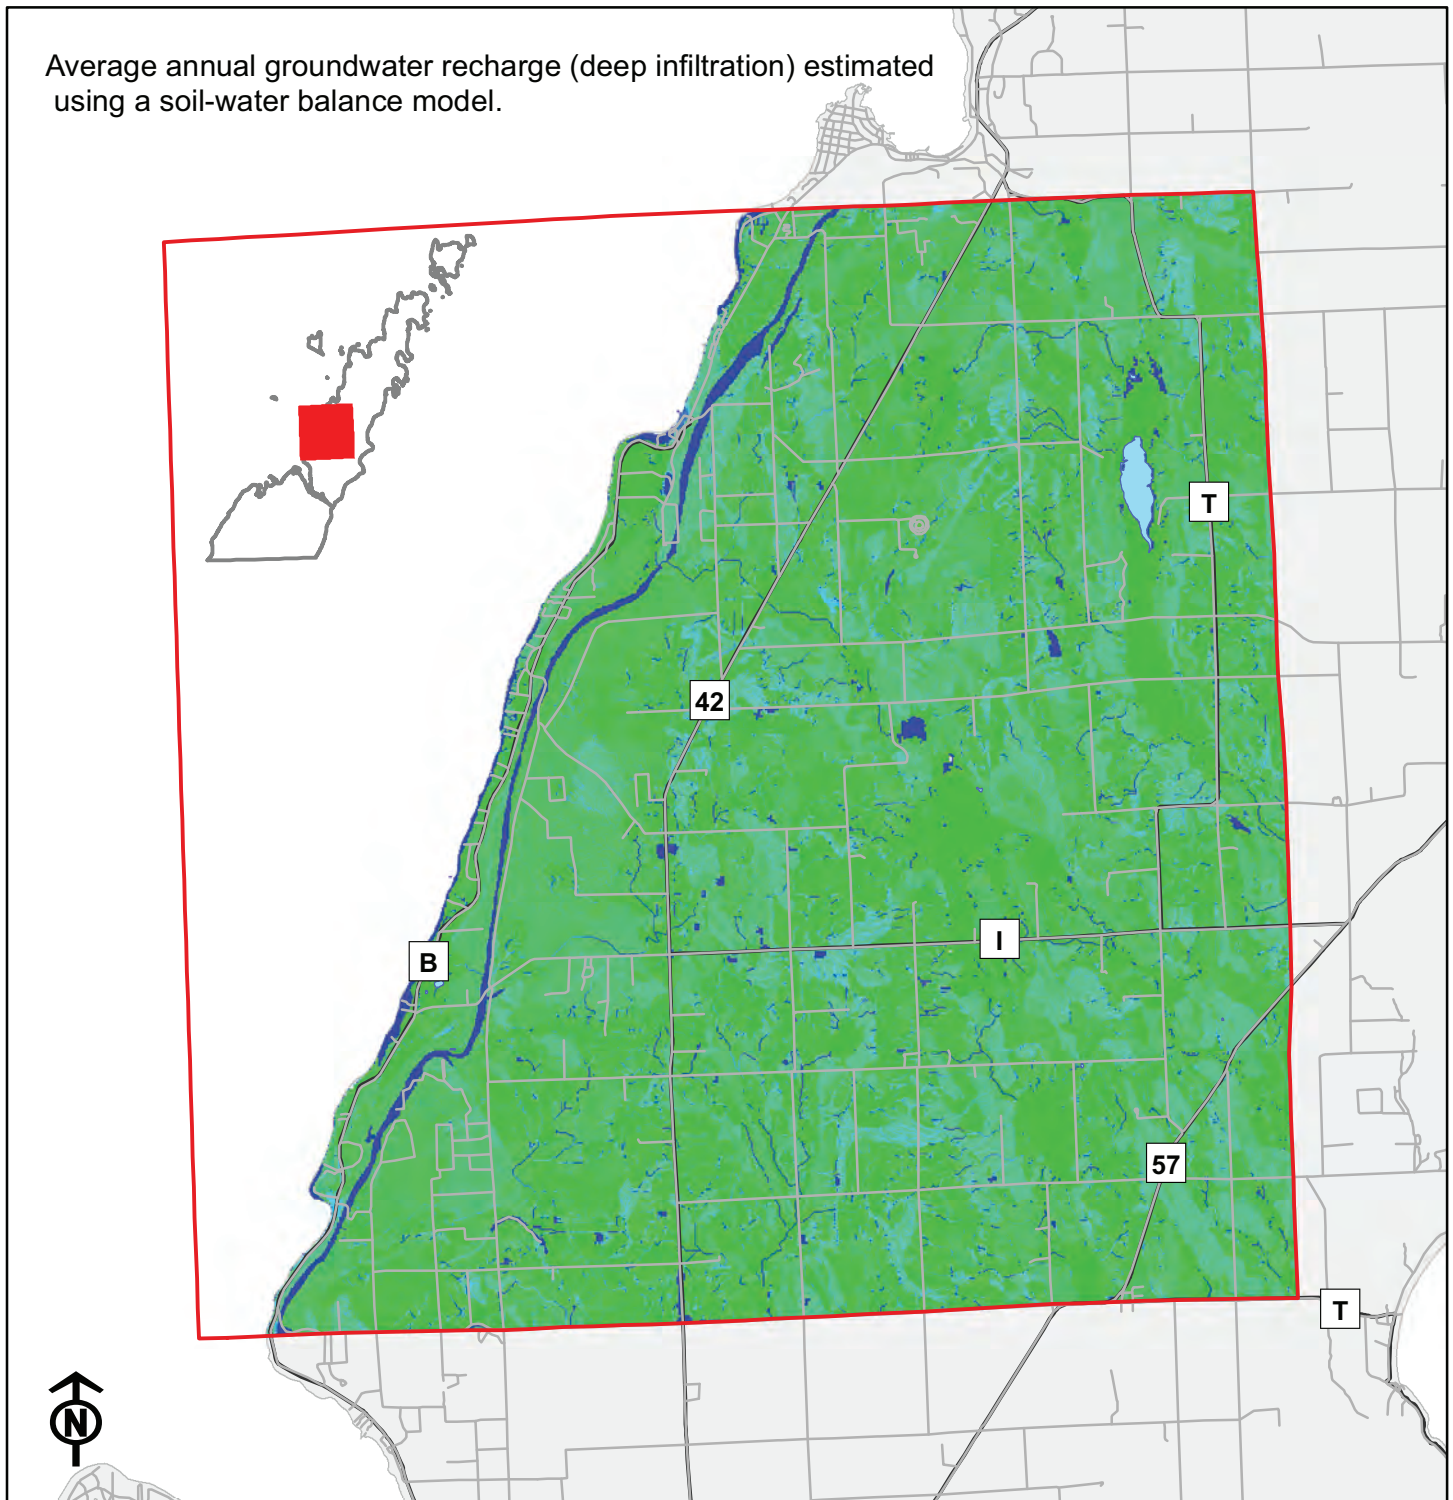 Average annual groundwater recharge (deep infiltration) estimated
using a soil-water balance model.
T
42
I
B
57
T
N